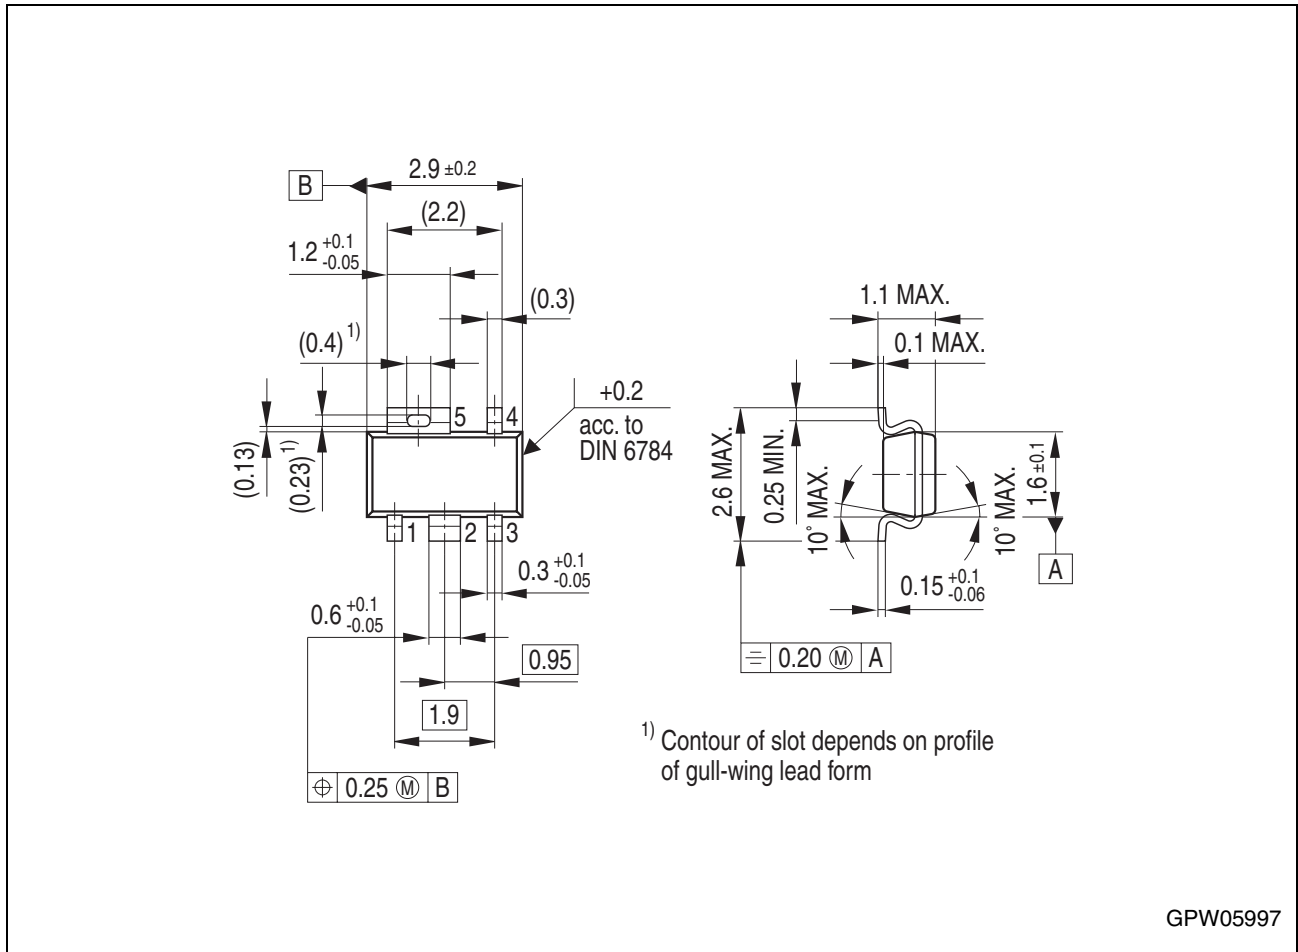 B
2.9 ±0.2
(2.2)
1.2 +0.1 -0.05
(0.3)
(0.4) 1)
+0.2
acc. to
DIN 6784
5
4
(0.13)
(0.23) 1)
1
2
3
0.3 +0.1 -0.05
0.6 +0.1 -0.05
0.95
1.9
⌖ 0.25 Ⓜ B
1.1 MAX.
0.1 MAX.
2.6 MAX.
0.25 MIN.
10° MAX.
10° MAX.
1.6 ±0.1
A
0.15 +0.1 -0.06
⌯ 0.20 Ⓜ A
1) Contour of slot depends on profile
of gull-wing lead form
GPW05997